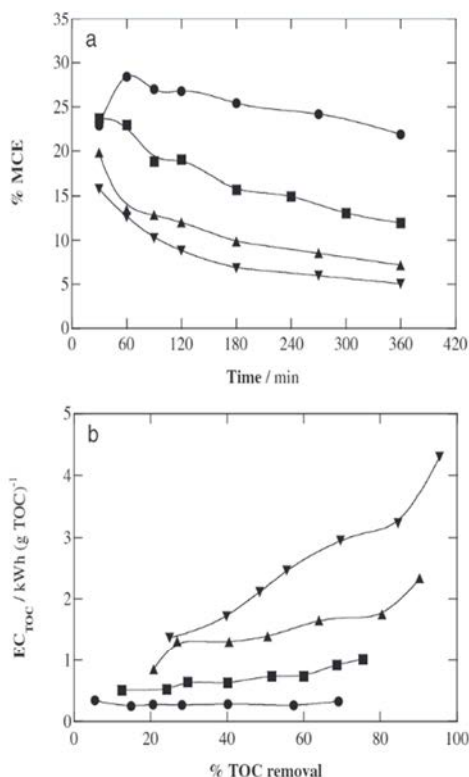 a
% MCE
35
30
25
20
15
10
5
0
0 60 120 180 240 300 360 420
Time / min
b
EC_TOC / kWh (g TOC)⁻¹
5
4
3
2
1
0
0 20 40 60 80 100
% TOC removal